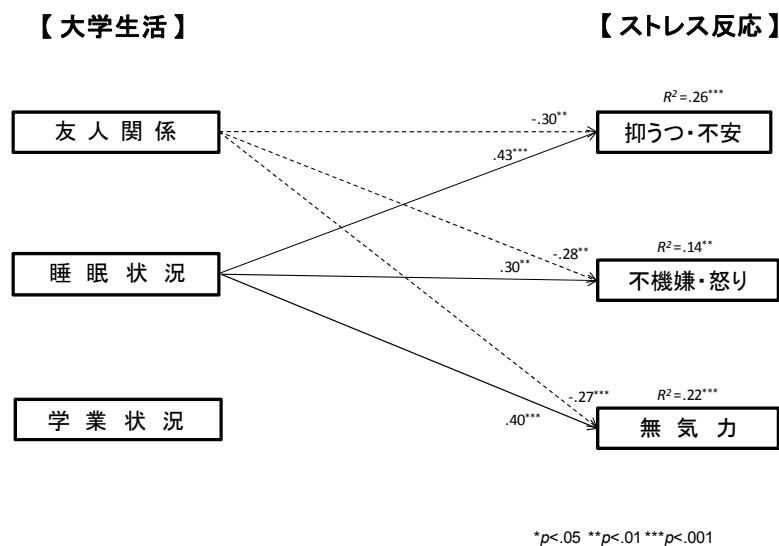 【 大学生活 】
【 ストレス反応 】
R²=.26***
友 人 関 係
-.30**
抑うつ・不安
.43***
-.28**
R²=.14**
睡 眠 状 況
.30**
不機嫌・怒り
-.27***
R²=.22***
学 業 状 況
.40***
無 気 力
*p<.05 **p<.01 ***p<.001